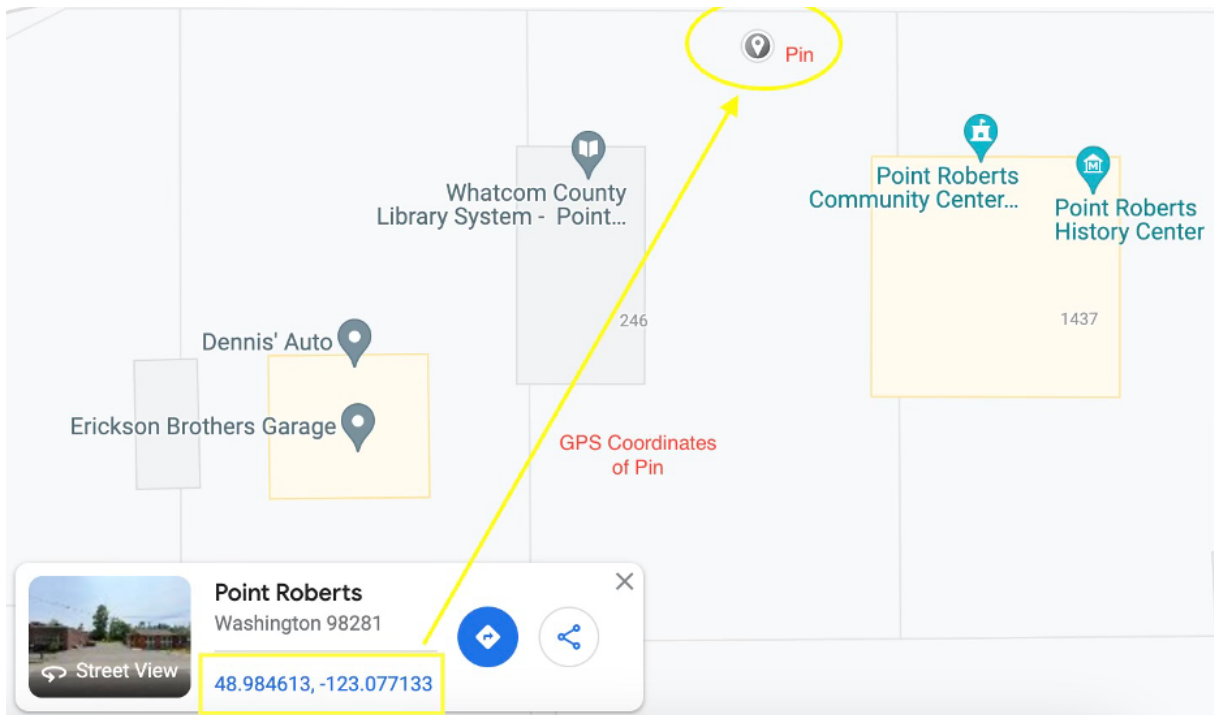 Pin
Whatcom County
Library System - Point...
Point Roberts
Community Center...
Point Roberts
History Center
246
1437
Dennis' Auto
Erickson Brothers Garage
GPS Coordinates
of Pin
Point Roberts
Washington 98281
Street View
48.984613, -123.077133